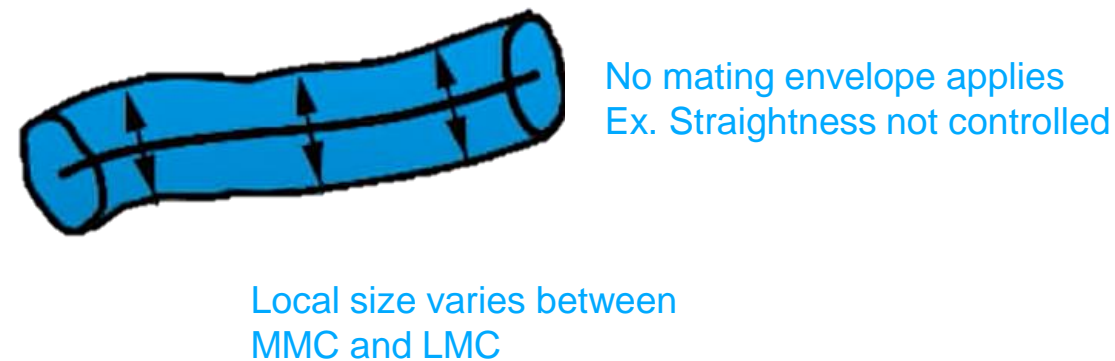 No mating envelope applies
Ex. Straightness not controlled
Local size varies between
MMC and LMC